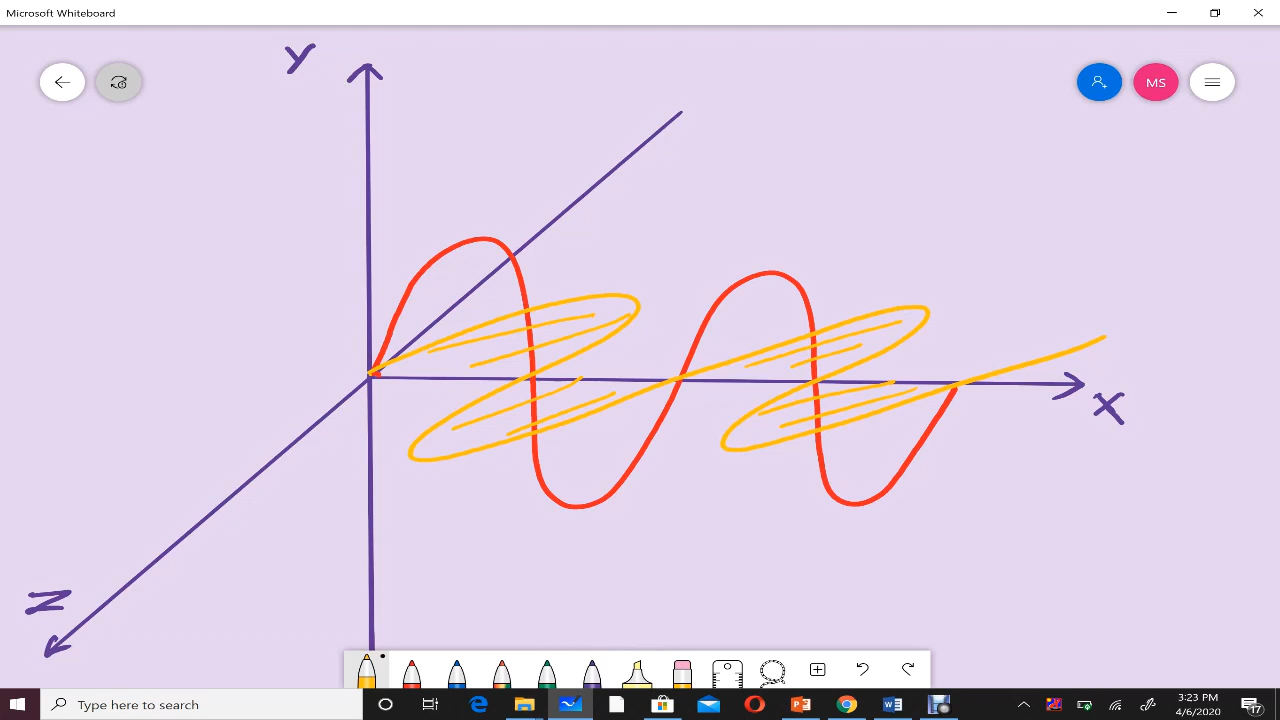 Microsoft Whiteboard
Y
MS
X
Z
Type here to search
3:23 PM
4/6/2020
17